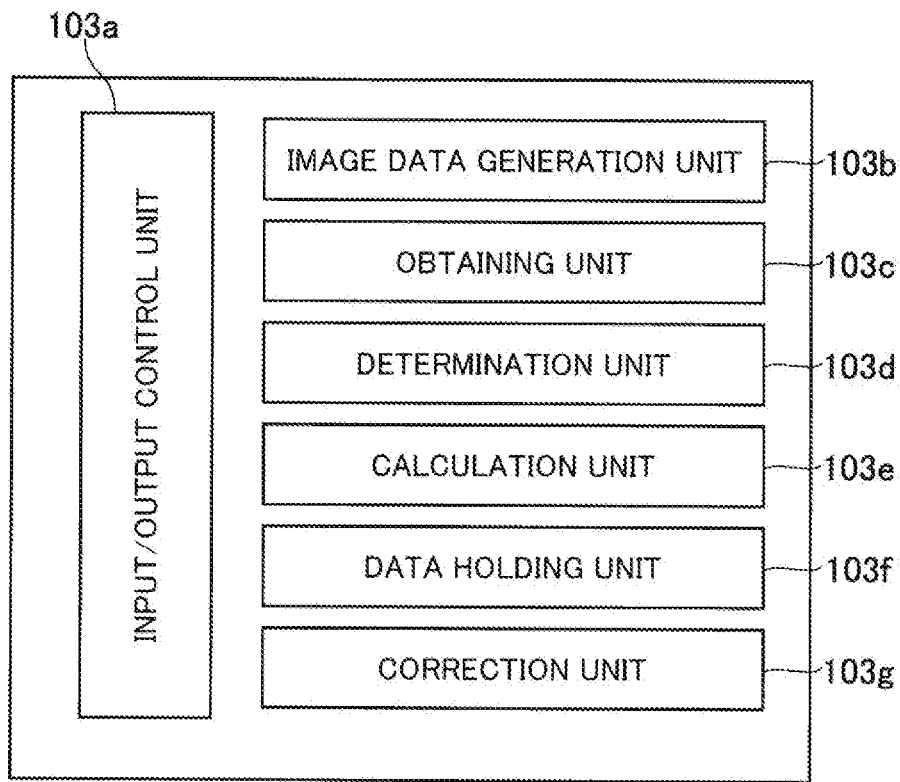 103a
INPUT/OUTPUT CONTROL UNIT
IMAGE DATA GENERATION UNIT
103b
OBTAINING UNIT
103c
DETERMINATION UNIT
103d
CALCULATION UNIT
103e
DATA HOLDING UNIT
103f
CORRECTION UNIT
103g